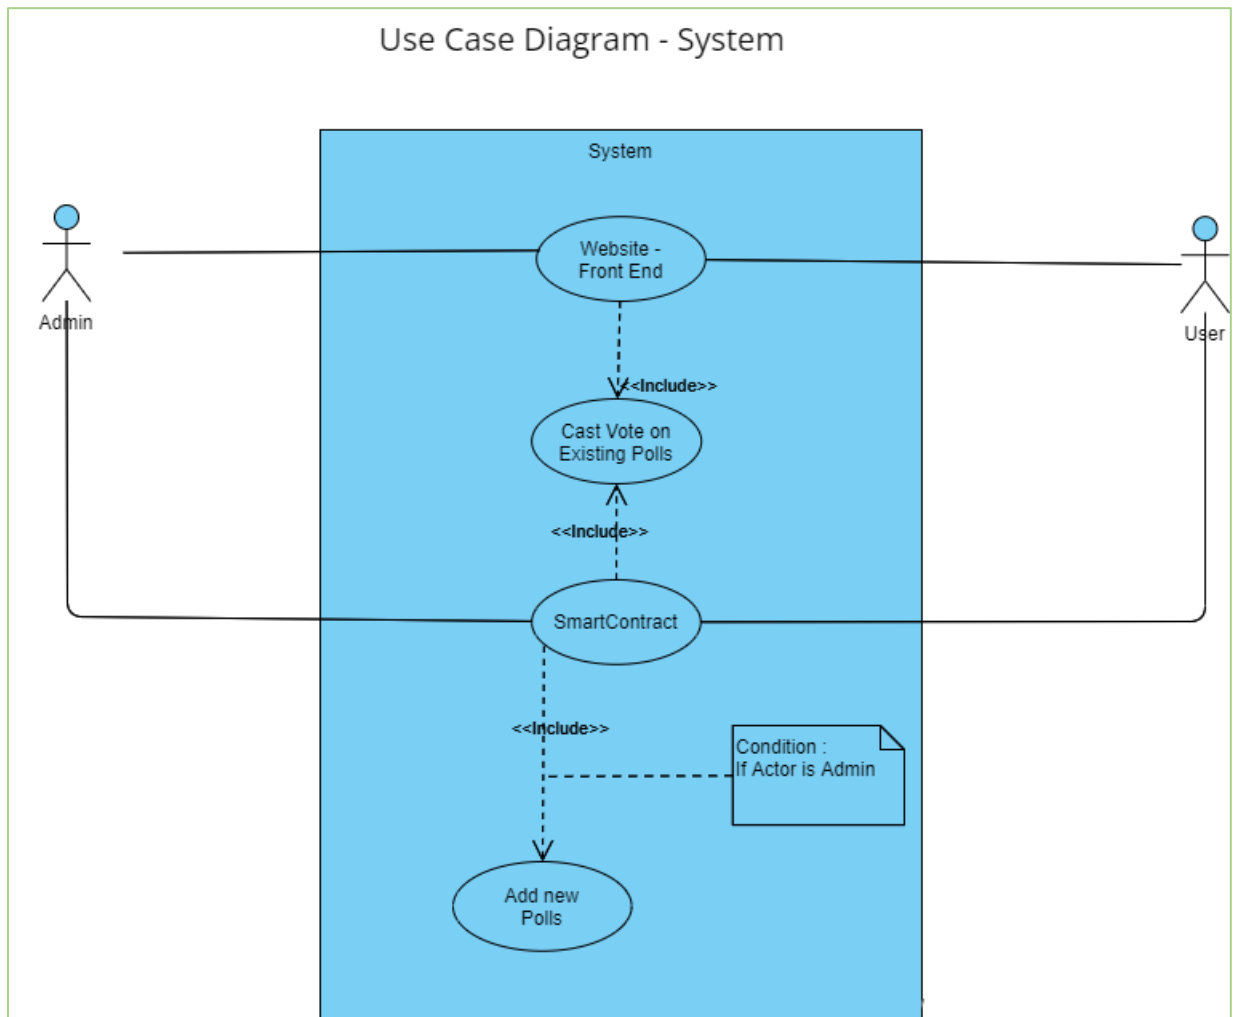 Use Case Diagram - System
System
Website -
Front End
Admin
User
<<Include>>
Cast Vote on
Existing Polls
<<Include>>
SmartContract
<<Include>>
Condition :
If Actor is Admin
Add new
Polls